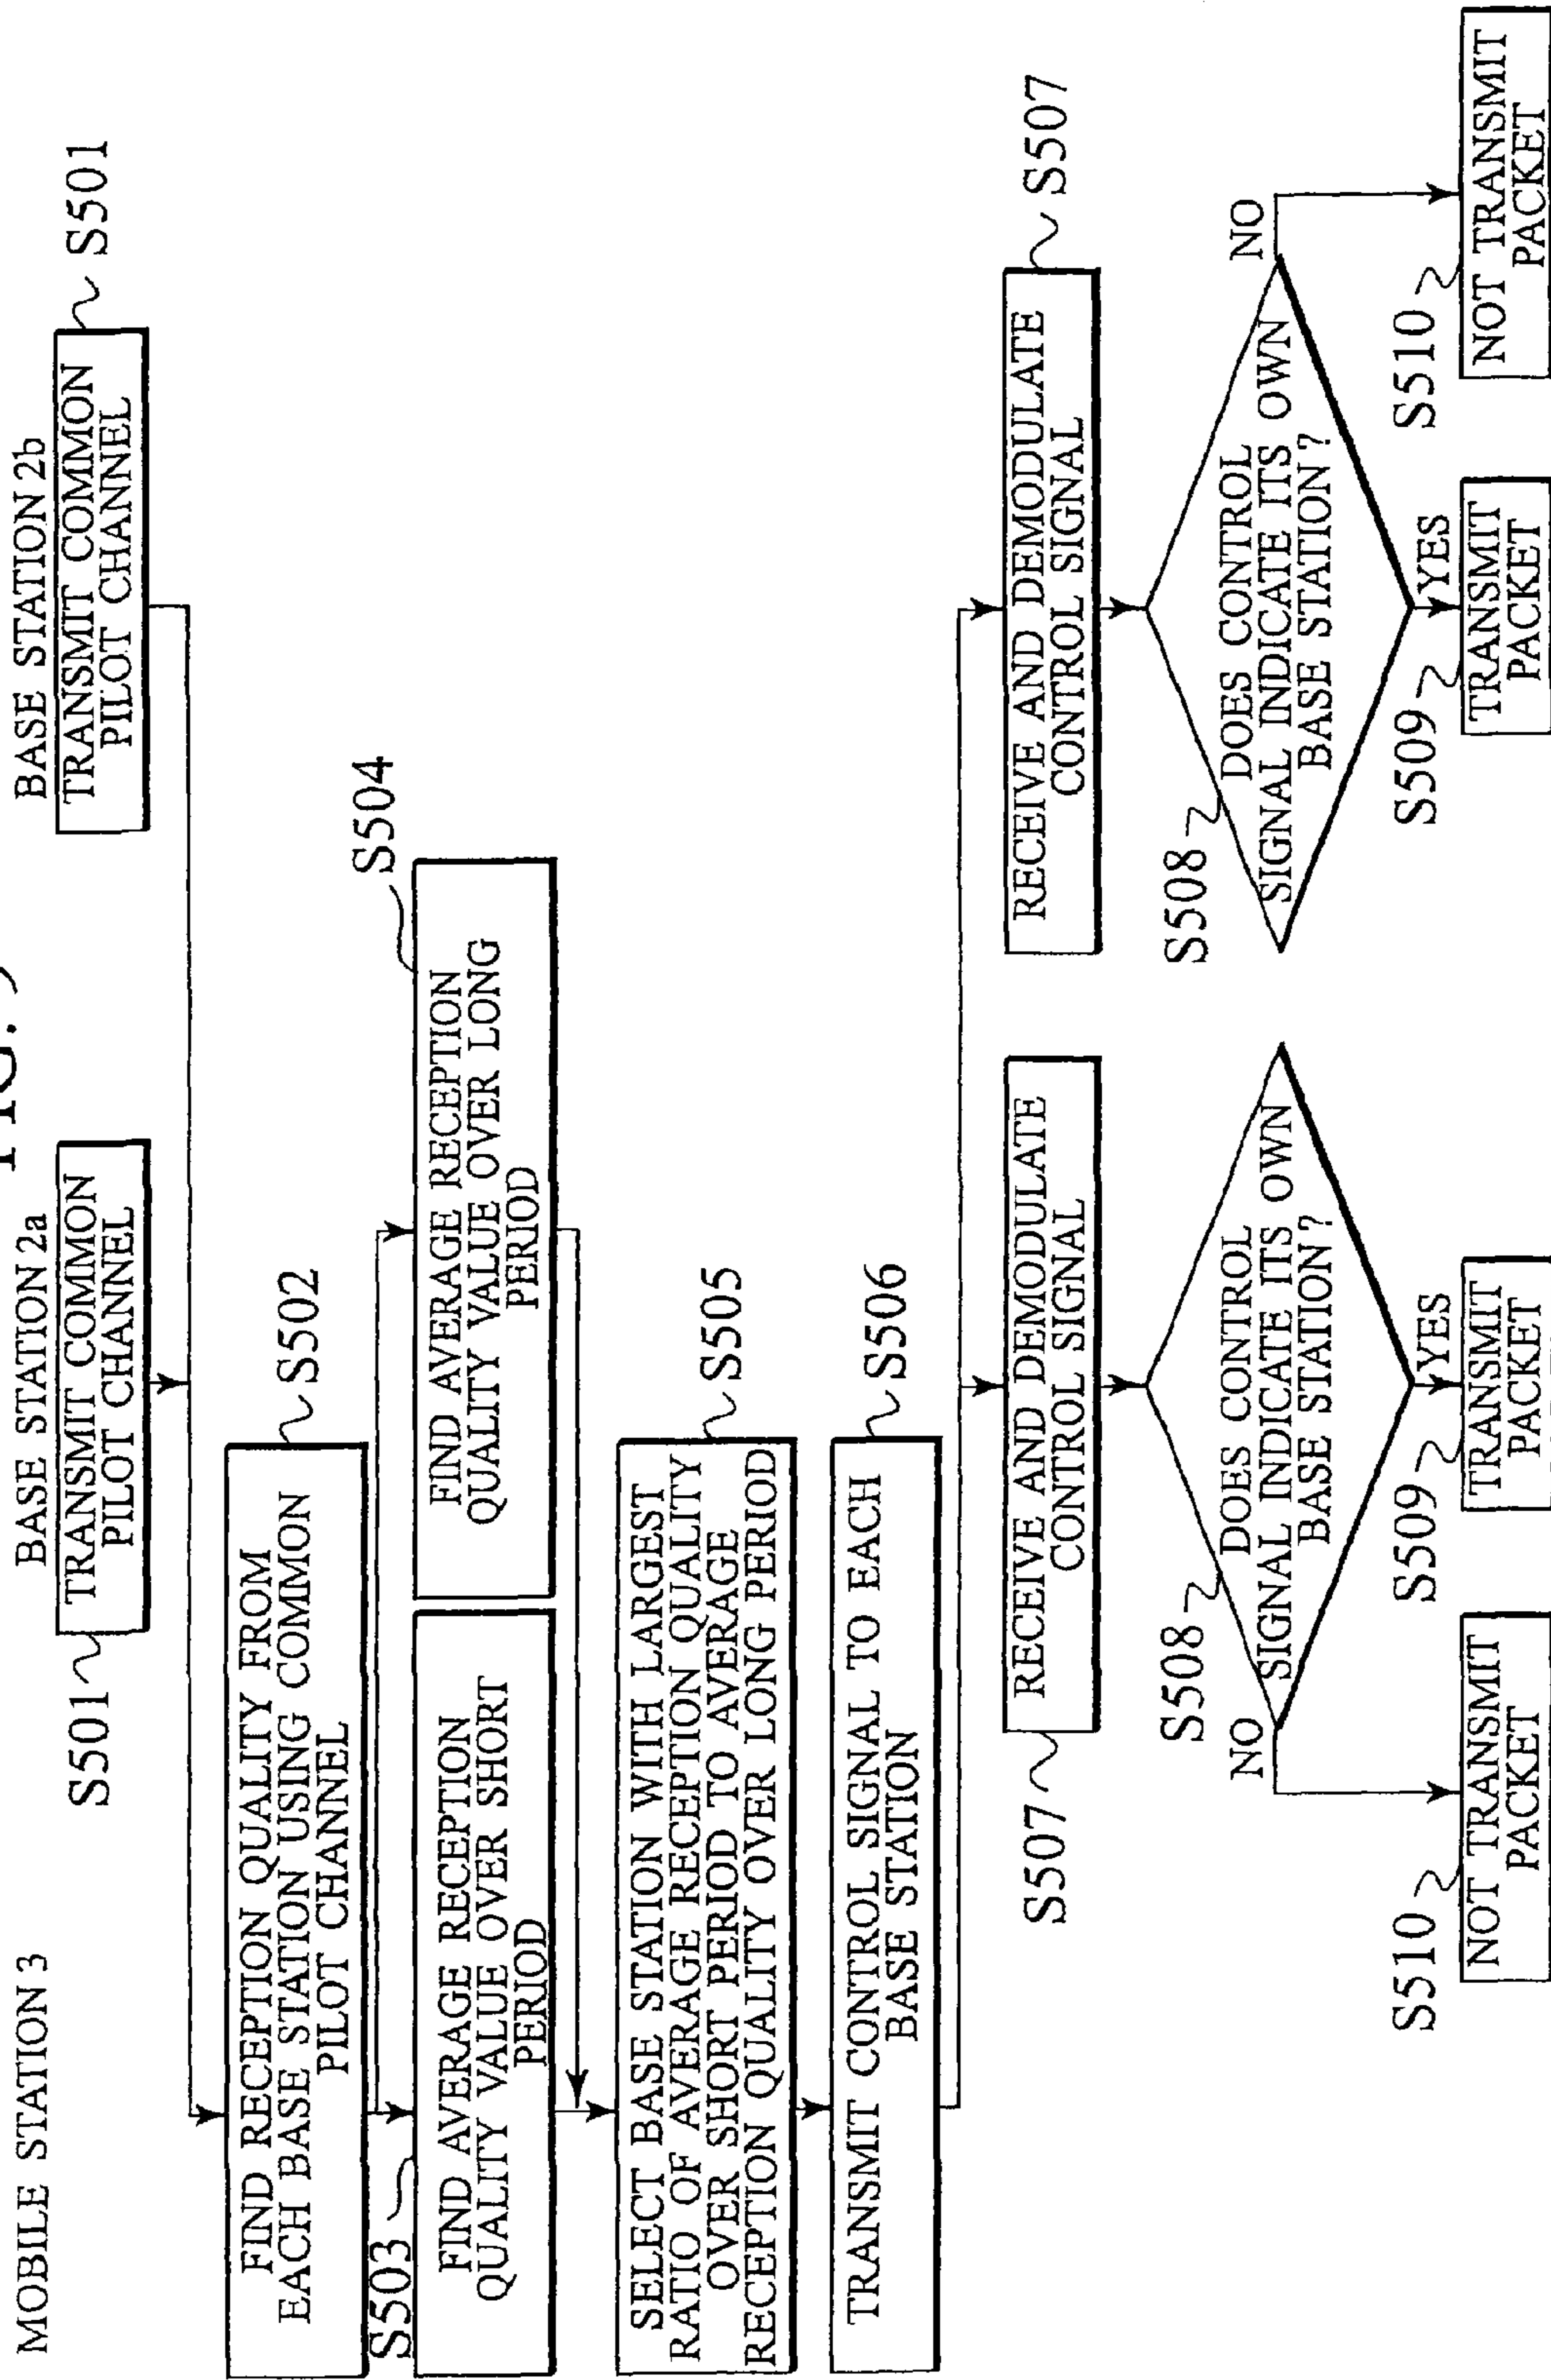 FIG. 9
MOBILE STATION 3
BASE STATION 2a
BASE STATION 2b
S501
TRANSMIT COMMON
PILOT CHANNEL
TRANSMIT COMMON
PILOT CHANNEL
S501
FIND RECEPTION QUALITY FROM
EACH BASE STATION USING COMMON
PILOT CHANNEL
S502
S503
FIND AVERAGE RECEPTION
QUALITY VALUE OVER SHORT
PERIOD
S504
FIND AVERAGE RECEPTION
QUALITY VALUE OVER LONG
PERIOD
SELECT BASE STATION WITH LARGEST
RATIO OF AVERAGE RECEPTION QUALITY
OVER SHORT PERIOD TO AVERAGE
RECEPTION QUALITY OVER LONG PERIOD
S505
TRANSMIT CONTROL SIGNAL TO EACH
BASE STATION
S506
S507
RECEIVE AND DEMODULATE
CONTROL SIGNAL
RECEIVE AND DEMODULATE
CONTROL SIGNAL
S507
S508
DOES CONTROL
SIGNAL INDICATE ITS OWN
BASE STATION ?
NO
YES
S508
DOES CONTROL
SIGNAL INDICATE ITS OWN
BASE STATION ?
NO
YES
S510
NOT TRANSMIT
PACKET
S509
TRANSMIT
PACKET
S509
TRANSMIT
PACKET
S510
NOT TRANSMIT
PACKET